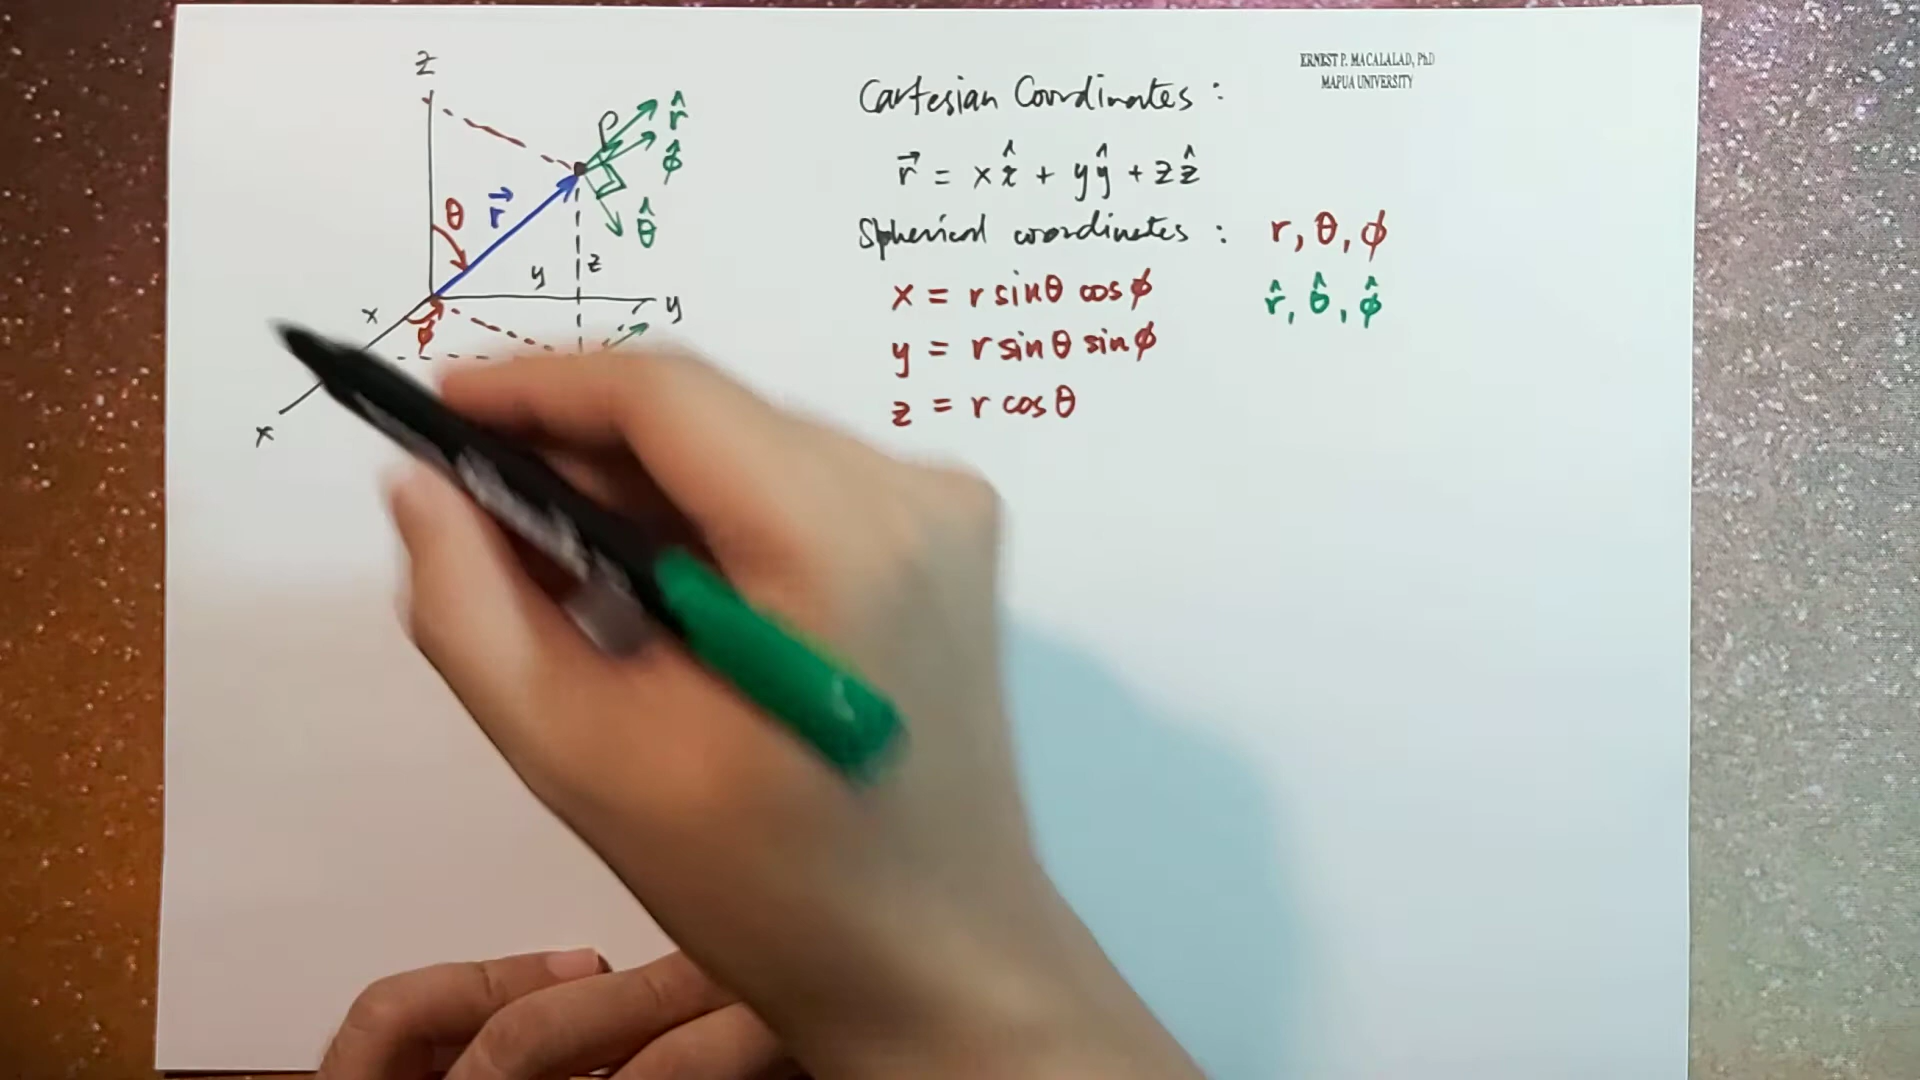 ERNEST P. MACALALAD, PhD
MAPUA UNIVERSITY
Cartesian Coordinates :
r⃗ = x x̂ + y ŷ + z ẑ
Spherical coordinates : r, θ, ϕ
x = r sinθ cosϕ
r̂, θ̂, ϕ̂
y = r sinθ sinϕ
z = r cosθ
z
P
r̂
ϕ̂
θ
r⃗
θ̂
y
z
x
ϕ
y
x